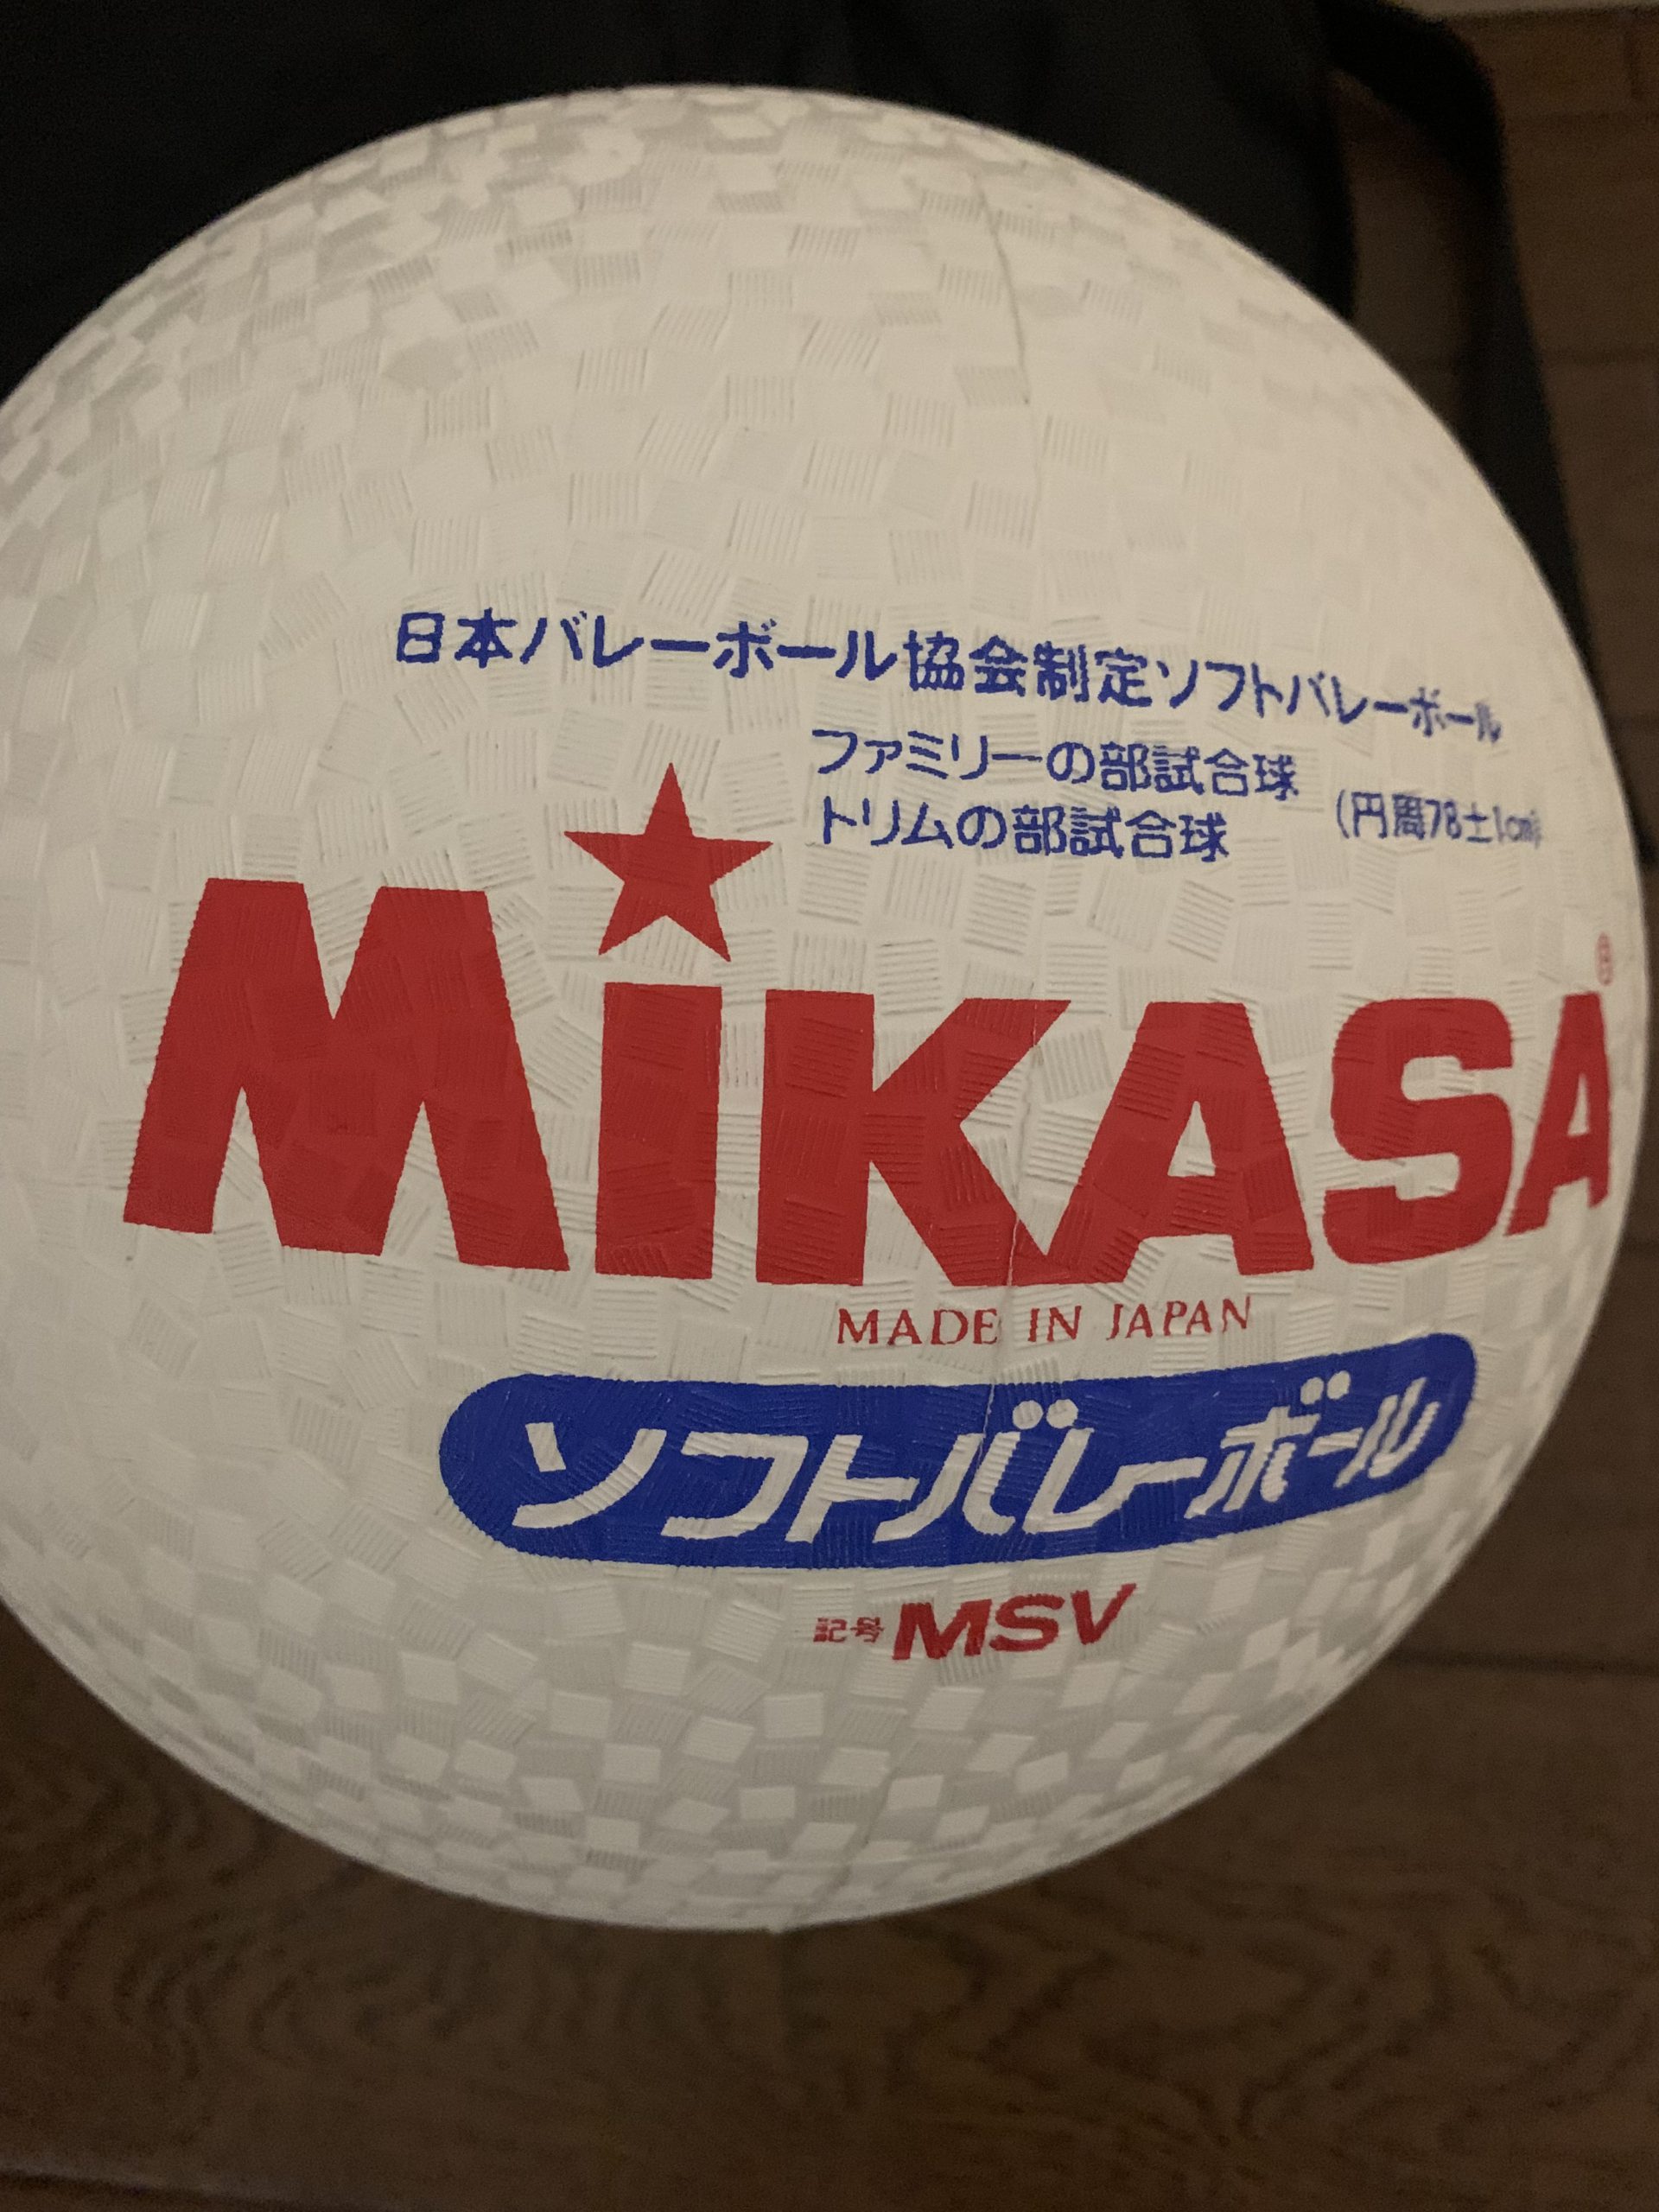 日本バレーボール協会制定ソフトバレーボール
ファミリーの部試合球
トリムの部試合球
(円周78±1cm)
MIKASA®
MADE IN JAPAN
ソフトバレーボール
記号 MSV